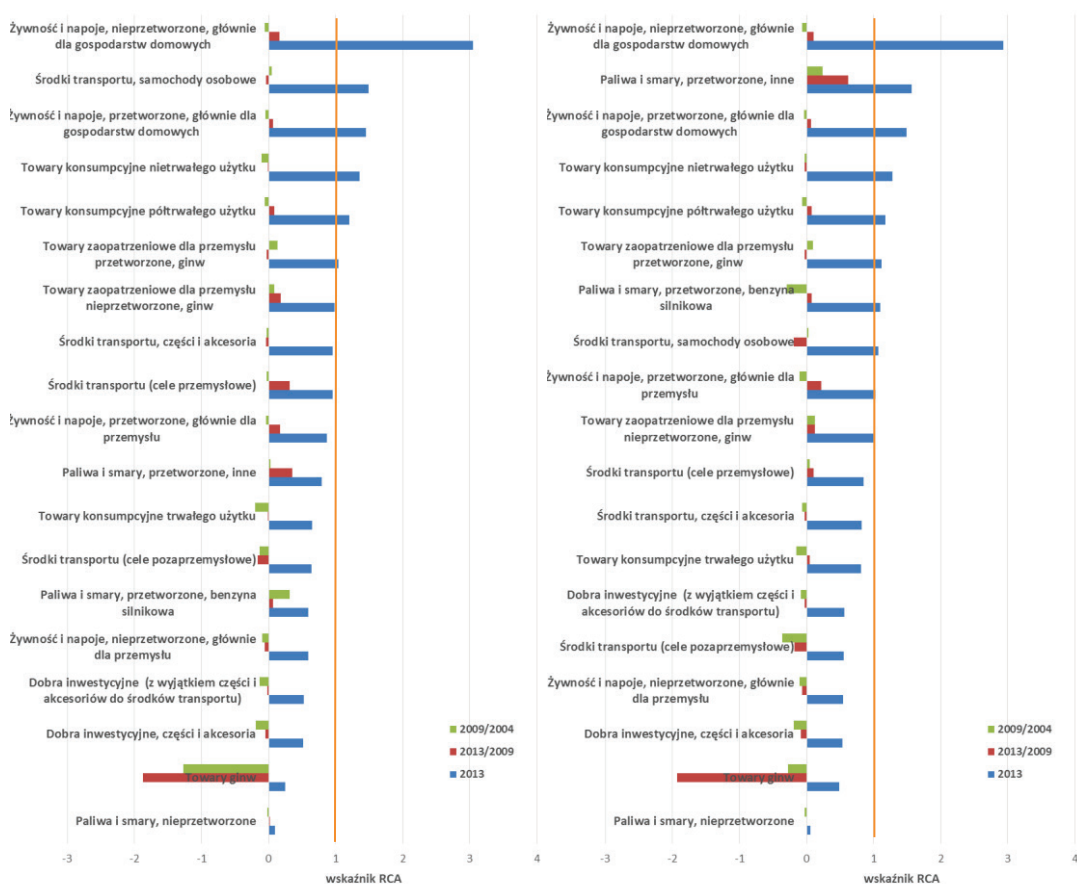 Żywność i napoje, nieprzetworzone, głównie
dla gospodarstw domowych
Środki transportu, samochody osobowe
Żywność i napoje, przetworzone, głównie dla
gospodarstw domowych
Towary konsumpcyjne nietrwałego użytku
Towary konsumpcyjne półtrwałego użytku
Towary zaopatrzeniowe dla przemysłu
przetworzone, ginw
Towary zaopatrzeniowe dla przemysłu
nieprzetworzone, ginw
Środki transportu, części i akcesoria
Środki transportu (cele przemysłowe)
Żywność i napoje, przetworzone, głównie dla
przemysłu
Paliwa i smary, przetworzone, inne
Towary konsumpcyjne trwałego użytku
Środki transportu (cele pozaprzemysłowe)
Paliwa i smary, przetworzone, benzyna
silnikowa
Żywność i napoje, nieprzetworzone, głównie
dla przemysłu
Dobra inwestycyjne (z wyjątkiem części i
akcesoriów do środków transportu)
Dobra inwestycyjne, części i akcesoria
Towary ginw
Paliwa i smary, nieprzetworzone
2009/2004
2013/2009
2013
-3 -2 -1 0 1 2 3 4
wskaźnik RCA
Żywność i napoje, nieprzetworzone, głównie
dla gospodarstw domowych
Paliwa i smary, przetworzone, inne
Żywność i napoje, przetworzone, głównie dla
gospodarstw domowych
Towary konsumpcyjne nietrwałego użytku
Towary konsumpcyjne półtrwałego użytku
Towary zaopatrzeniowe dla przemysłu
przetworzone, ginw
Paliwa i smary, przetworzone, benzyna
silnikowa
Środki transportu, samochody osobowe
Żywność i napoje, przetworzone, głównie dla
przemysłu
Towary zaopatrzeniowe dla przemysłu
nieprzetworzone, ginw
Środki transportu (cele przemysłowe)
Środki transportu, części i akcesoria
Towary konsumpcyjne trwałego użytku
Dobra inwestycyjne (z wyjątkiem części i
akcesoriów do środków transportu)
Środki transportu (cele pozaprzemysłowe)
Żywność i napoje, nieprzetworzone, głównie
dla przemysłu
Dobra inwestycyjne, części i akcesoria
Towary ginw
Paliwa i smary, nieprzetworzone
2009/2004
2013/2009
2013
-3 -2 -1 0 1 2 3 4
wskaźnik RCA